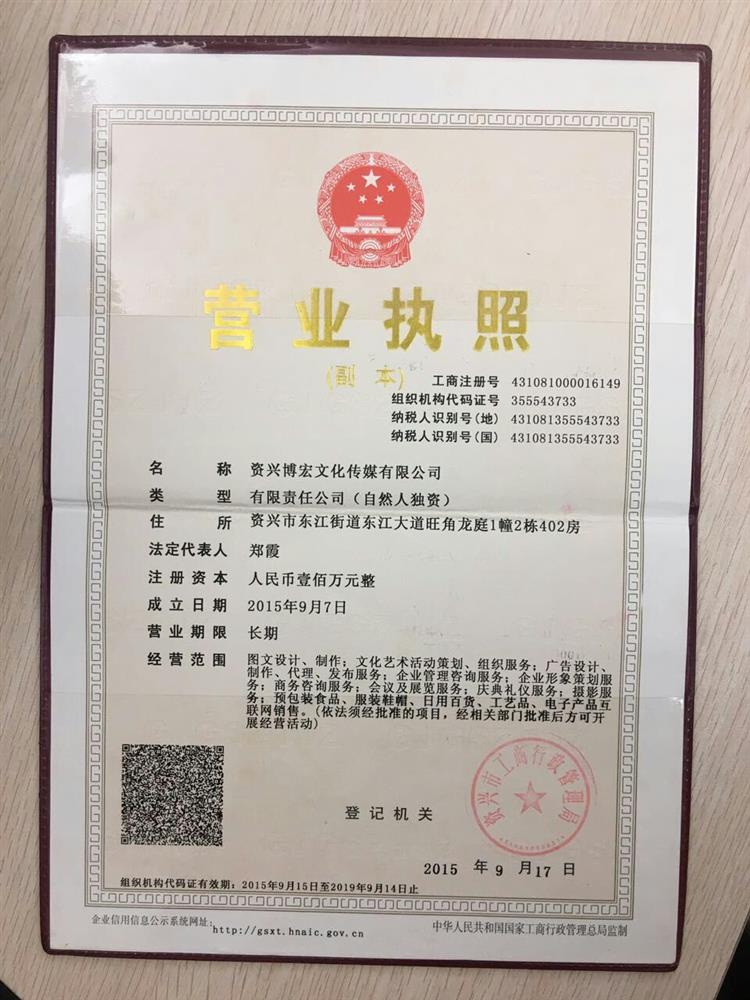 营业执照
(副 本)
工商注册号 431081000016149
组织机构代码证号 355543733
纳税人识别号(地) 431081355543733
纳税人识别号(国) 431081355543733
名 称 资兴博宏文化传媒有限公司
类 型 有限责任公司（自然人独资）
住 所 资兴市东江街道东江大道旺角龙庭1幢2栋402房
法定代表人 郑霞
注册资本 人民币壹佰万元整
成立日期 2015年9月7日
营业期限 长期
经营范围 图文设计、制作；文化艺术活动策划、组织服务；广告设计、
制作、代理、发布服务；企业管理咨询服务；企业形象策划服
务；商务咨询服务；会议及展览服务；庆典礼仪服务；摄影服
务；预包装食品、服装鞋帽、日用百货、工艺品、电子产品互
联网销售。(依法须经批准的项目，经相关部门批准后方可开
展经营活动)
资兴市工商行政管理局
登记机关
2015 年 9 月 17 日
组织机构代码证有效期：2015年9月15日至2019年9月14日止
企业信用信息公示系统网址：http://gsxt.hnaic.gov.cn
中华人民共和国国家工商行政管理总局监制